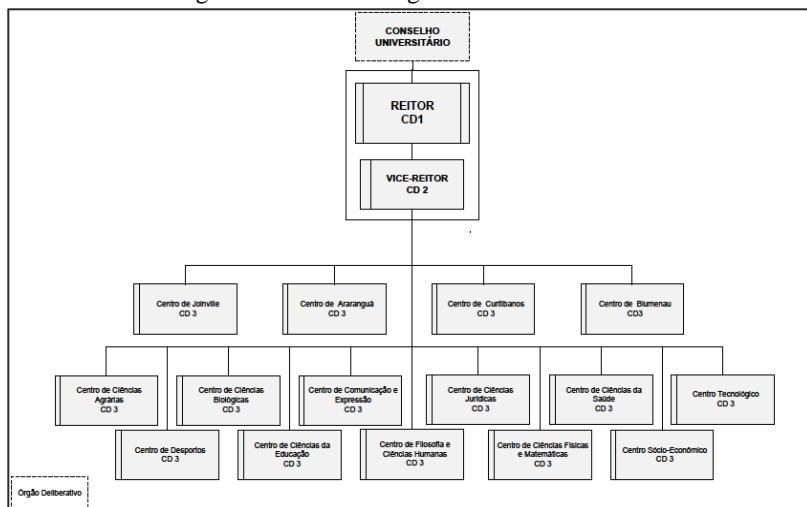 CONSELHO
UNIVERSITÁRIO
REITOR
CD1
VICE-REITOR
CD 2
Centro de Joinville
CD 3
Centro de Araranguá
CD 3
Centro de Curitibanos
CD 3
Centro de Blumenau
CD3
Centro de Ciências
Agrárias
CD 3
Centro de Ciências
Biológicas
CD 3
Centro de Comunicação e
Expressão
CD 3
Centro de Ciências
Jurídicas
CD 3
Centro de Ciências da
Saúde
CD 3
Centro Tecnológico
CD 3
Centro de Desportos
CD 3
Centro de Ciências da
Educação
CD 3
Centro de Filosofia e
Ciências Humanas
CD 3
Centro de Ciências Físicas
e Matemáticas
CD 3
Centro Sócio-Econômico
CD 3
Órgão Deliberativo